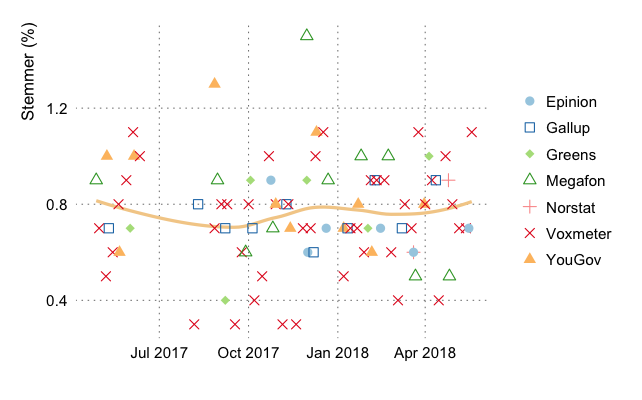 Stemmer (%)
1.2
0.8
0.4
Jul 2017
Oct 2017
Jan 2018
Apr 2018
Epinion
Gallup
Greens
Megafon
Norstat
Voxmeter
YouGov